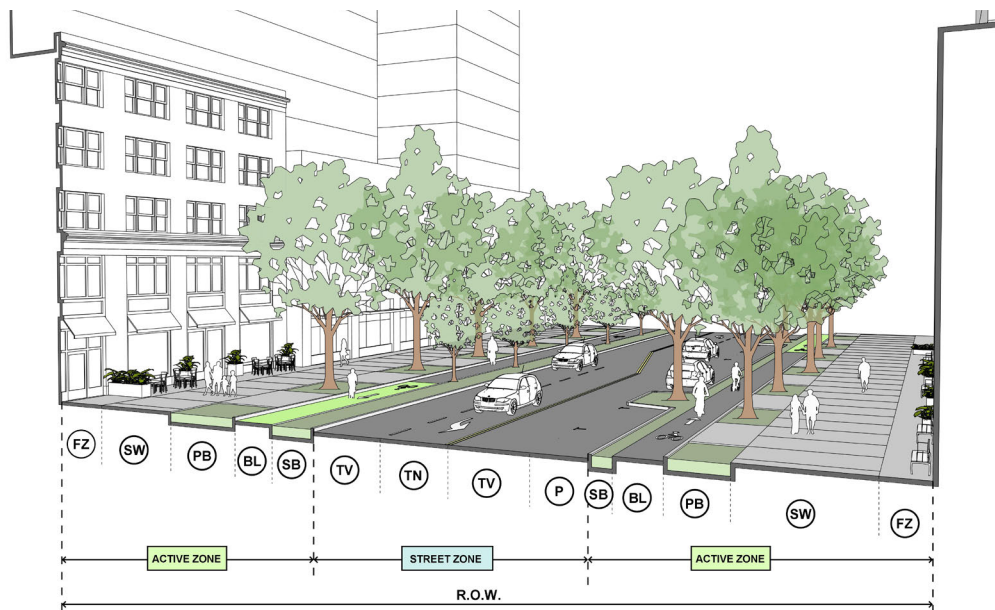 FZ SW PB BL SB TV TN TV P SB BL PB SW FZ
ACTIVE ZONE STREET ZONE ACTIVE ZONE
R.O.W.